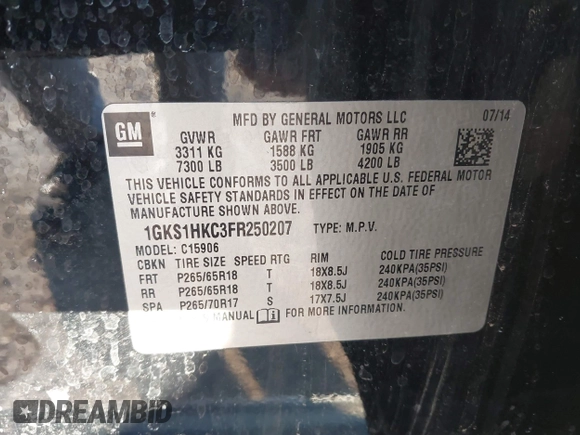 GM
MFD BY GENERAL MOTORS LLC 07/14
GVWR GAWR FRT GAWR RR
3311 KG 1588 KG 1905 KG
7300 LB 3500 LB 4200 LB
THIS VEHICLE CONFORMS TO ALL APPLICABLE U.S. FEDERAL MOTOR
VEHICLE SAFETY STANDARDS IN EFFECT ON THE DATE OF
MANUFACTURE SHOWN ABOVE.
1GKS1HKC3FR250207 TYPE: M.P.V.
MODEL: C15906
CBKN TIRE SIZE SPEED RTG RIM COLD TIRE PRESSURE
FRT P265/65R18 T 18X8.5J 240KPA(35PSI)
RR P265/65R18 T 18X8.5J 240KPA(35PSI)
SPA P265/70R17 S 17X7.5J 240KPA(35PSI)
MANUAL FOR MORE INFORMATION.
DREAMBID